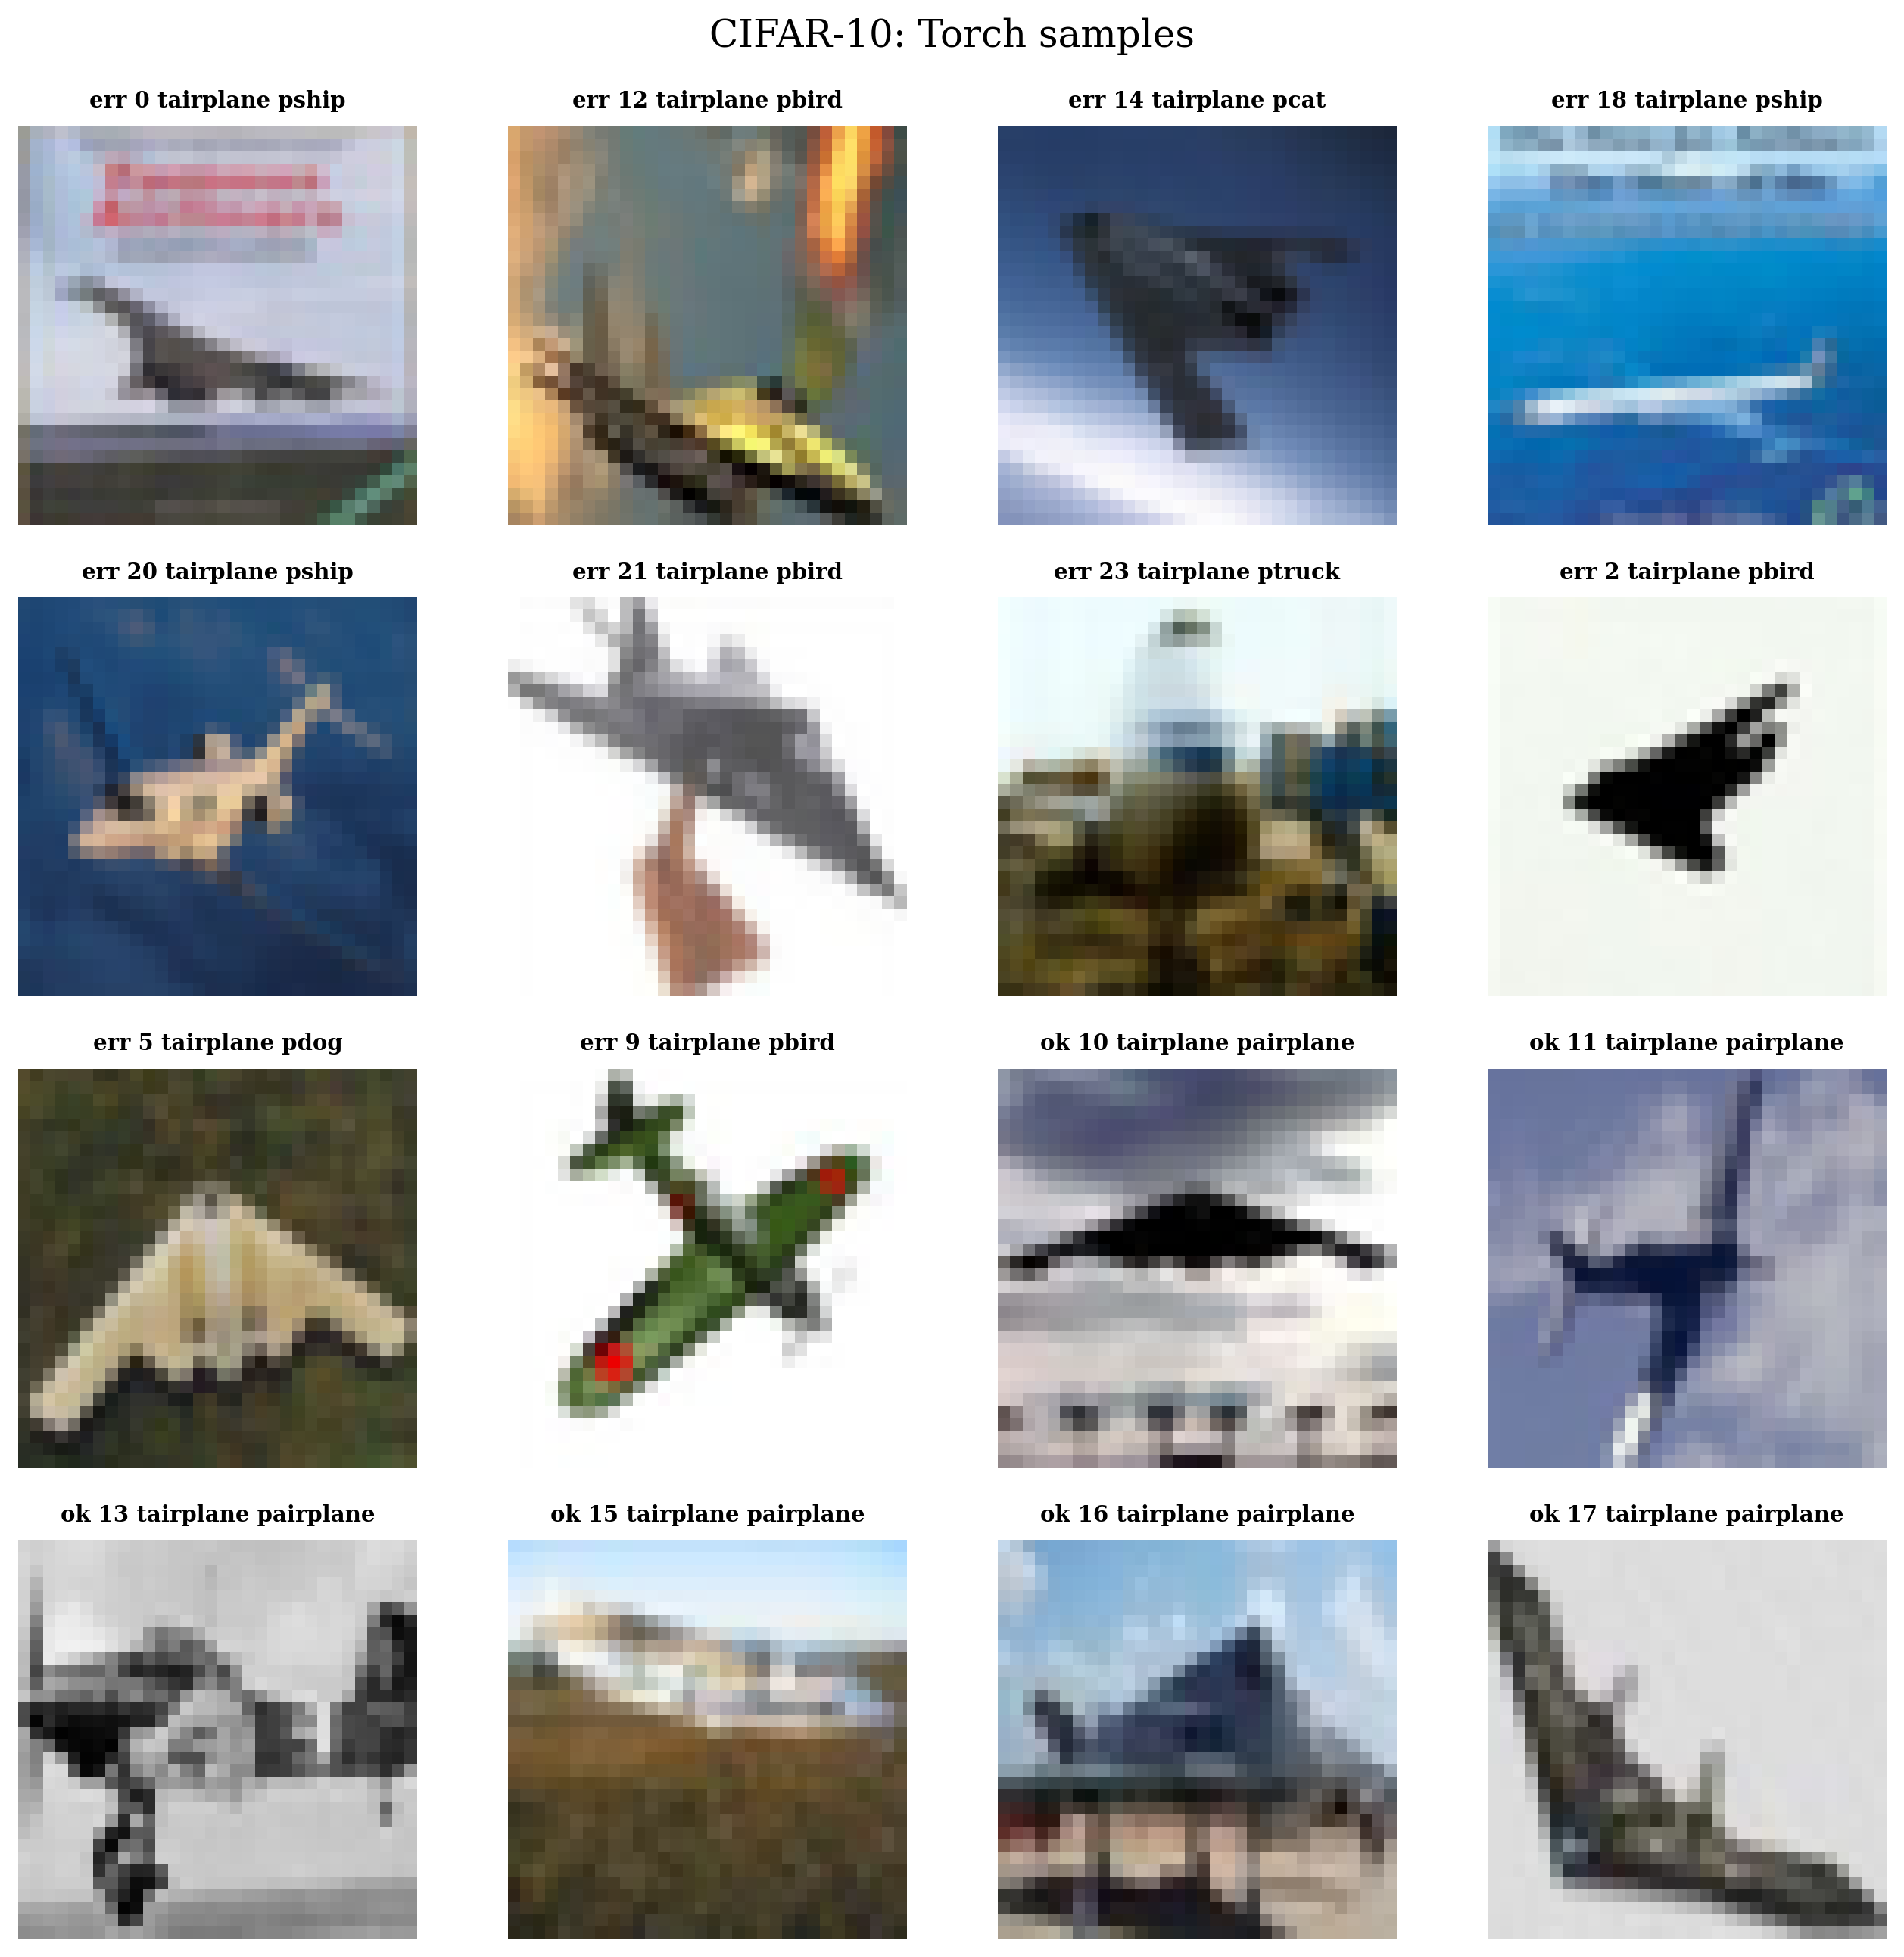 CIFAR-10: Torch samples
err 0 tairplane pship
err 12 tairplane pbird
err 14 tairplane pcat
err 18 tairplane pship
err 20 tairplane pship
err 21 tairplane pbird
err 23 tairplane ptruck
err 2 tairplane pbird
err 5 tairplane pdog
err 9 tairplane pbird
ok 10 tairplane pairplane
ok 11 tairplane pairplane
ok 13 tairplane pairplane
ok 15 tairplane pairplane
ok 16 tairplane pairplane
ok 17 tairplane pairplane